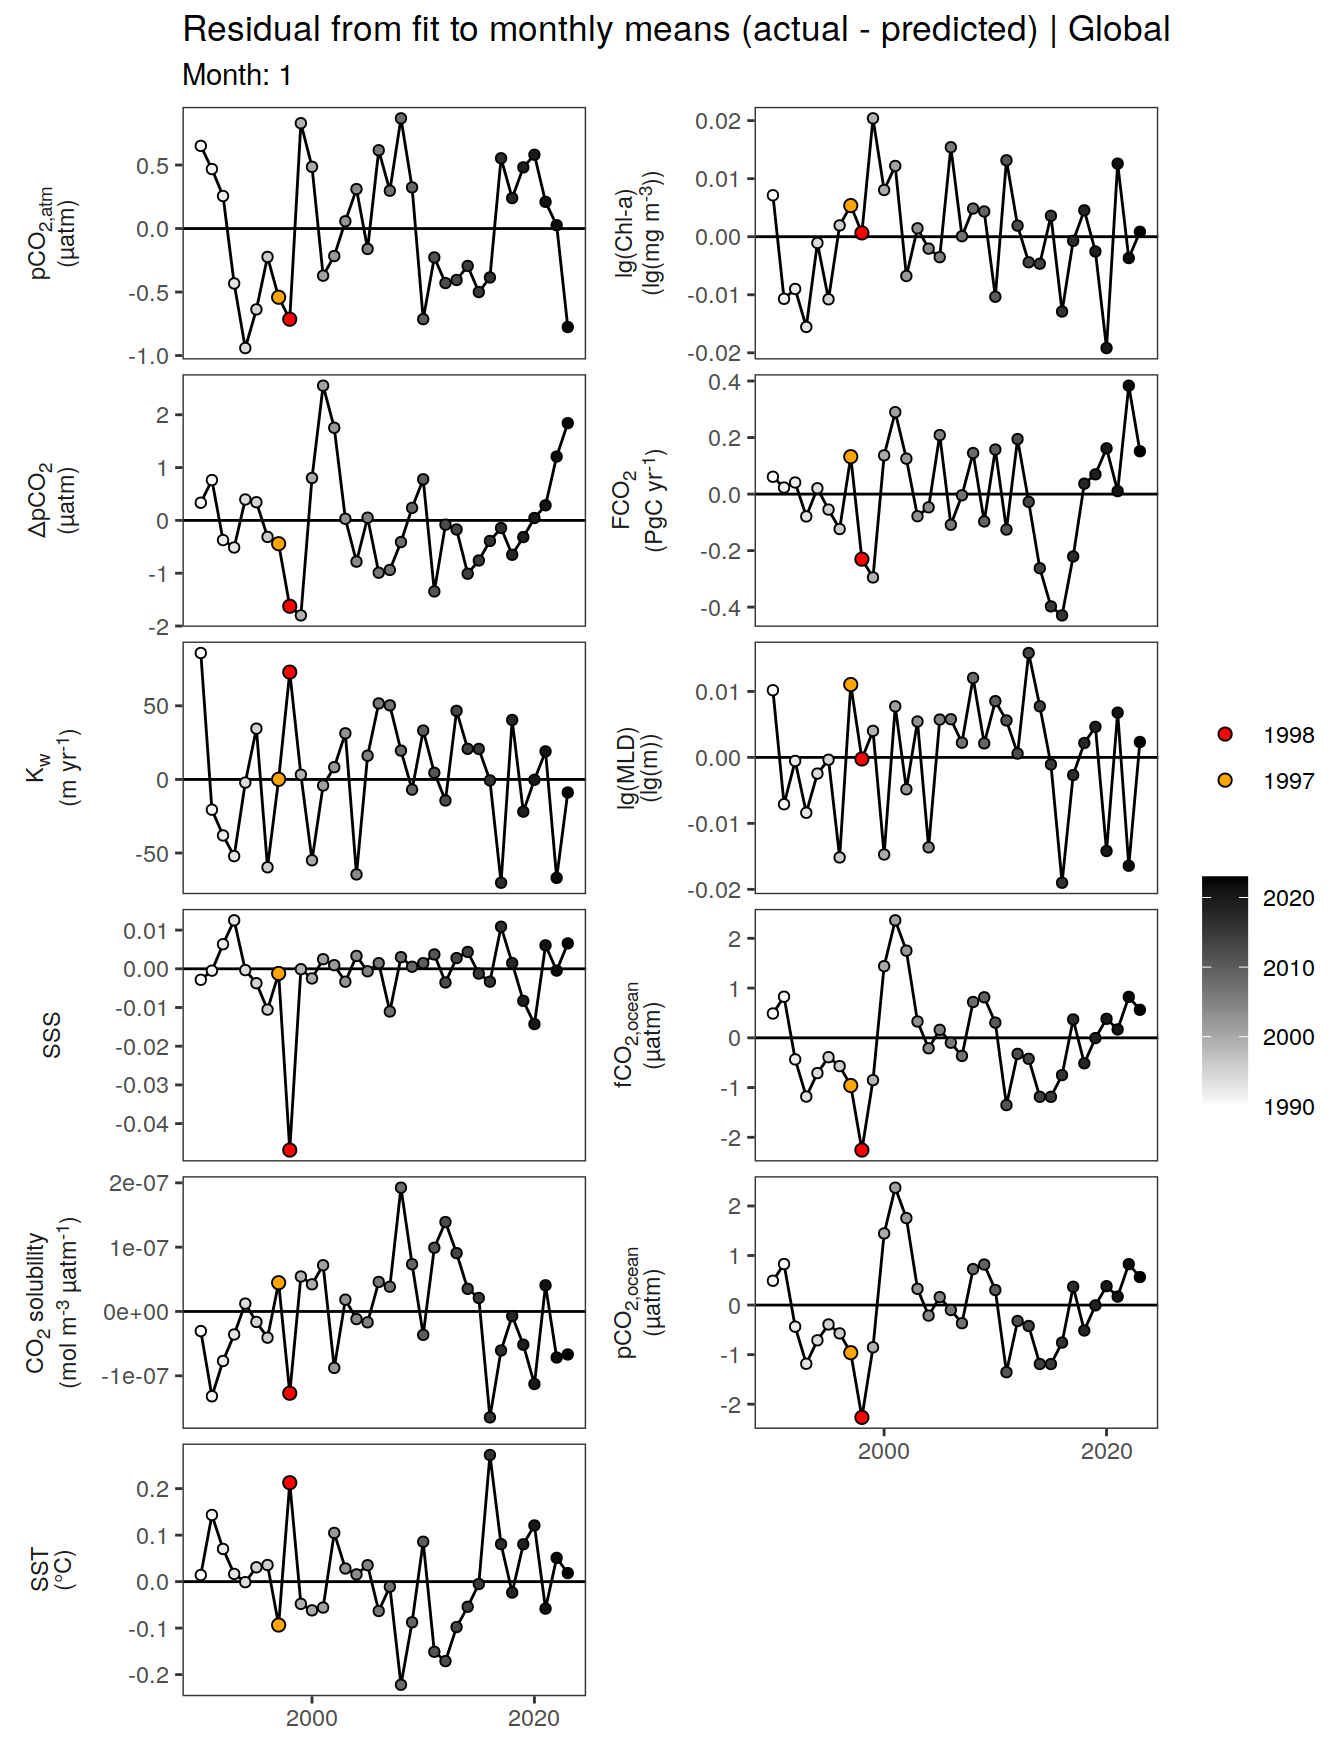 Residual from fit to monthly means (actual - predicted) | Global
Month: 1
pCO2,atm
(µatm)
0.5
0.0
-0.5
-1.0
lg(Chl-a)
(lg(mg m-3))
0.02
0.01
0.00
-0.01
-0.02
ΔpCO2
(µatm)
2
1
0
-1
-2
FCO2
(PgC yr-1)
0.4
0.2
0.0
-0.2
-0.4
Kw
(m yr-1)
50
0
-50
lg(MLD)
(lg(m))
0.01
0.00
-0.01
-0.02
SSS
0.01
0.00
-0.01
-0.02
-0.03
-0.04
fCO2,ocean
(µatm)
2
1
0
-1
-2
CO2 solubility
(mol m-3 µatm-1)
2e-07
1e-07
0e+00
-1e-07
pCO2,ocean
(µatm)
2
1
0
-1
-2
2000
2020
SST
(°C)
0.2
0.1
0.0
-0.1
-0.2
2000
2020
1998
1997
2020
2010
2000
1990